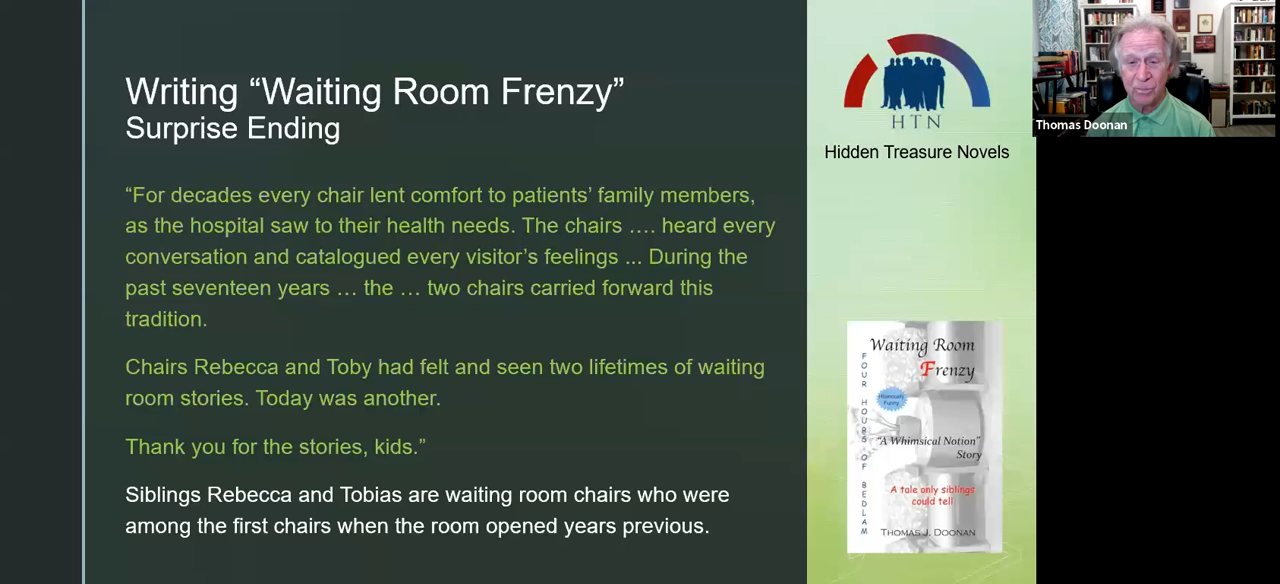 Writing “Waiting Room Frenzy”
Surprise Ending
“For decades every chair lent comfort to patients’ family members,
as the hospital saw to their health needs. The chairs .... heard every
conversation and catalogued every visitor’s feelings ... During the
past seventeen years … the … two chairs carried forward this
tradition.
Chairs Rebecca and Toby had felt and seen two lifetimes of waiting
room stories. Today was another.
Thank you for the stories, kids.”
Siblings Rebecca and Tobias are waiting room chairs who were
among the first chairs when the room opened years previous.
HTN
Hidden Treasure Novels
Waiting Room
Frenzy
FOUR HOURS OF BEDLAM
Hilariously
Funny
“A Whimsical Notion”
Story
A tale only siblings
could tell
THOMAS J. DOONAN
Thomas Doonan